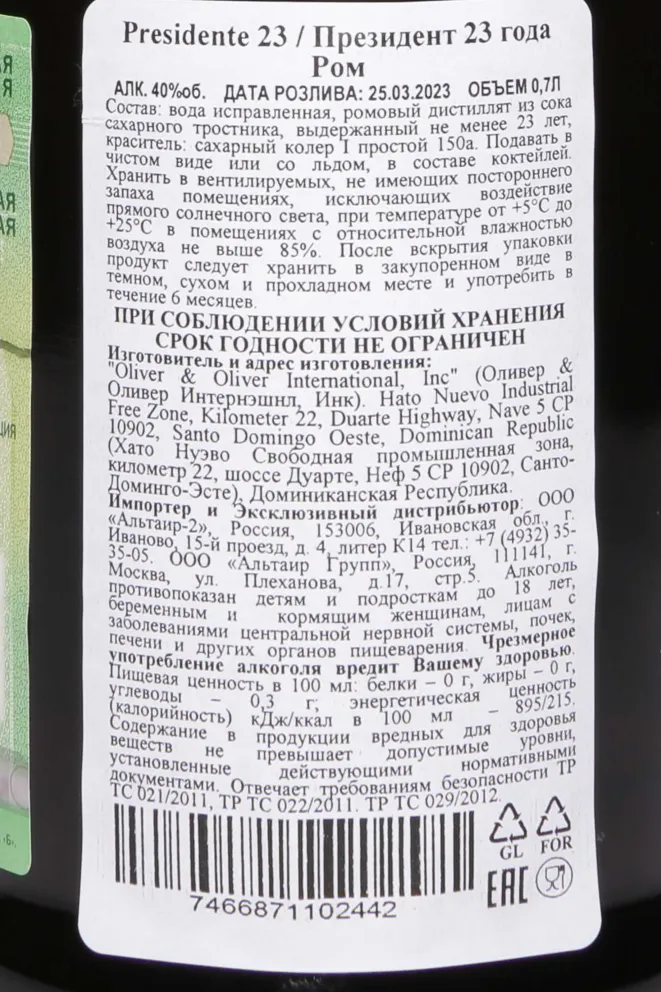 Presidente 23 / Президент 23 года
Ром
АЛК. 40%об. ДАТА РОЗЛИВА: 25.03.2023 ОБЪЕМ 0,7Л
Состав: вода исправленная, ромовый дистиллят из сока
сахарного тростника, выдержанный не менее 23 лет,
краситель: сахарный колер I простой 150a. Подавать в
чистом виде или со льдом, в составе коктейлей.
Хранить в вентилируемых, не имеющих постороннего
запаха помещениях, исключающих воздействие
прямого солнечного света, при температуре от +5°C до
+25°C в помещениях с относительной влажностью
воздуха не выше 85%. После вскрытия упаковки
продукт следует хранить в закупоренном виде в
темном, сухом и прохладном месте и употребить в
течение 6 месяцев.
ПРИ СОБЛЮДЕНИИ УСЛОВИЙ ХРАНЕНИЯ
СРОК ГОДНОСТИ НЕ ОГРАНИЧЕН
Изготовитель и адрес изготовления:
"Oliver & Oliver International, Inc" (Оливер &
Оливер Интернэшнл, Инк). Hato Nuevo Industrial
Free Zone, Kilometer 22, Duarte Highway, Nave 5 CP
10902, Santo Domingo Oeste, Dominican Republic
(Хато Нуэво Свободная промышленная зона,
километр 22, шоссе Дуарте, Неф 5 CP 10902, Санто-
Доминго-Эсте), Доминиканская Республика.
Импортер и Эксклюзивный дистрибьютор: ООО
«Альтаир-2», Россия, 153006, Ивановская обл., г.
Иваново, 15-й проезд, д. 4, литер К14 тел.: +7 (4932) 35-
35-05. ООО «Альтаир Групп», Россия, 111141, г.
Москва, ул. Плеханова, д.17, стр.5. Алкоголь
противопоказан детям и подросткам до 18 лет,
беременным и кормящим женщинам, лицам с
заболеваниями центральной нервной системы, почек,
печени и других органов пищеварения. Чрезмерное
употребление алкоголя вредит Вашему здоровью.
Пищевая ценность в 100 мл: белки – 0 г, жиры – 0 г,
углеводы – 0,3 г; энергетическая ценность
(калорийность) кДж/ккал в 100 мл – 895/215.
Содержание в продукции вредных для здоровья
веществ не превышает допустимые уровни,
установленные действующими нормативными
документами. Отвечает требованиям безопасности ТР
ТС 021/2011, ТР ТС 022/2011. ТР ТС 029/2012.
GL FOR
EAC
7466871102442